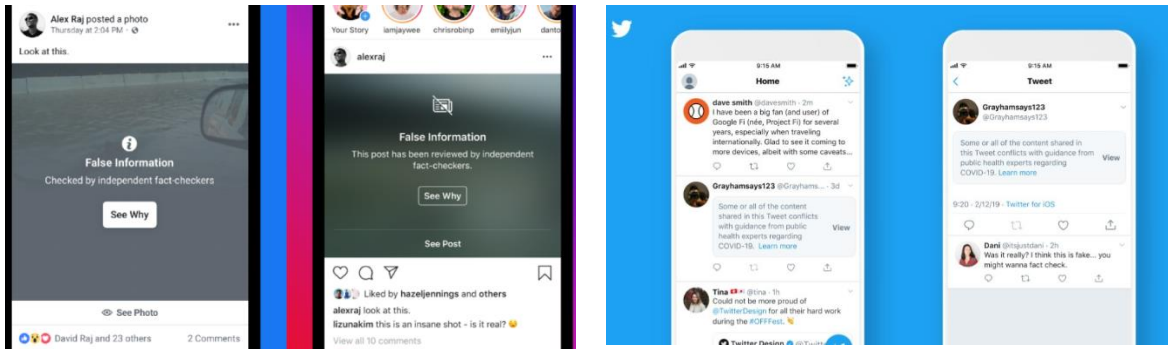 Alex Raj posted a photo
Thursday at 2:04 PM
Look at this.
False Information
Checked by independent fact-checkers
See Why
See Photo
David Raj and 23 others 2 Comments
Your Story iamjaywee chrisrobinp emilyjun danto
alexraj
False Information
This post has been reviewed by independent
fact-checkers.
See Why
See Post
Liked by hazeljennings and others
alexraj look at this.
lizunakim this is an insane shot - is it real?
View all 10 comments
9:15 AM
Home
dave smith @davesmith · 2m
I have been a big fan (and user) of
Google Fi (née, Project Fi) for several
years, especially when traveling
internationally. Glad to see it coming to
more devices, albeit with some caveats...
Grayhamsays123 @Grayhams... · 3d
Some or all of the content
shared in this Tweet conflicts
with guidance from public
health experts regarding
COVID-19. Learn more
View
Tina @tina · 1h
Could not be more proud of
@TwitterDesign for all their hard work
during the #OFFFest.
Twitter Design
9:15 AM
Tweet
Grayhamsays123
@Grayhamsays123
Some or all of the content shared in
this Tweet conflicts with guidance from
public health experts regarding
COVID-19. Learn more
View
9:20 · 2/12/19 · Twitter for iOS
Dani @itsjustdani · 2h
Was it really? I think this is fake... you
might wanna fact check.